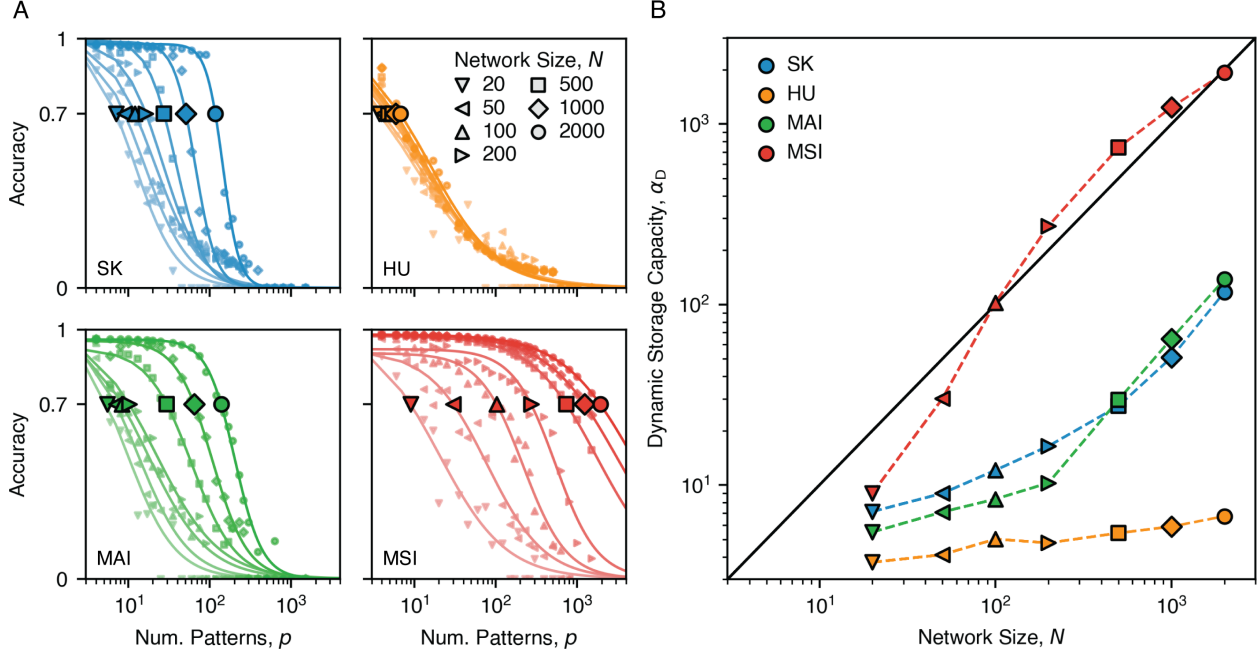 A
1
0.7
0
Accuracy
SK
Network Size, N
20
50
100
200
500
1000
2000
HU
1
0.7
0
Accuracy
MAI
MSI
10¹ 10² 10³
10¹ 10² 10³
Num. Patterns, p
Num. Patterns, p
B
SK
HU
MAI
MSI
10³
10²
10¹
Dynamic Storage Capacity, α_D
10¹ 10² 10³
Network Size, N